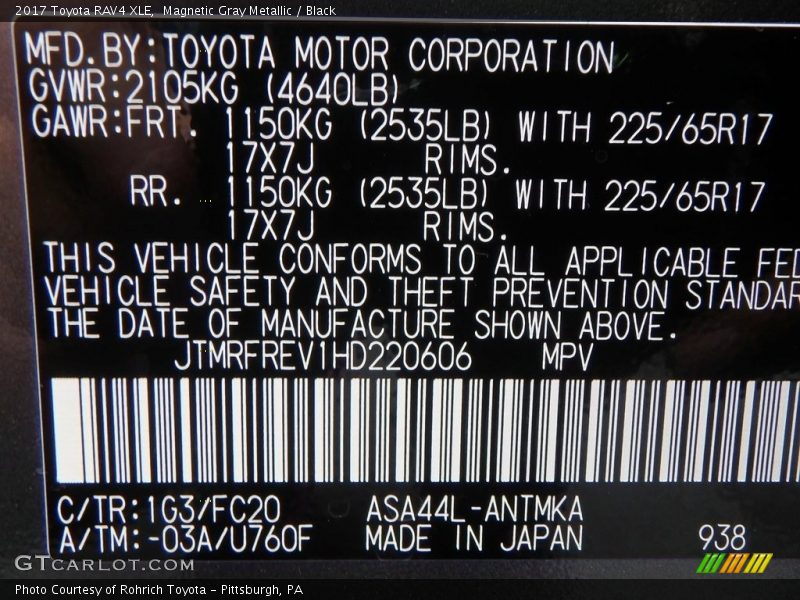 2017 Toyota RAV4 XLE, Magnetic Gray Metallic / Black
MFD.BY:TOYOTA MOTOR CORPORATION
GVWR:2105KG (4640LB)
GAWR:FRT. 1150KG (2535LB) WITH 225/65R17
17X7J RIMS.
RR. 1150KG (2535LB) WITH 225/65R17
17X7J RIMS.
THIS VEHICLE CONFORMS TO ALL APPLICABLE FED
VEHICLE SAFETY AND THEFT PREVENTION STANDAR
THE DATE OF MANUFACTURE SHOWN ABOVE.
JTMRFREV1HD220606 MPV
C/TR:1G3/FC20 ASA44L-ANTMKA
A/TM:-03A/U760F MADE IN JAPAN 938
GTCARLOT.COM
Photo Courtesy of Rohrich Toyota - Pittsburgh, PA